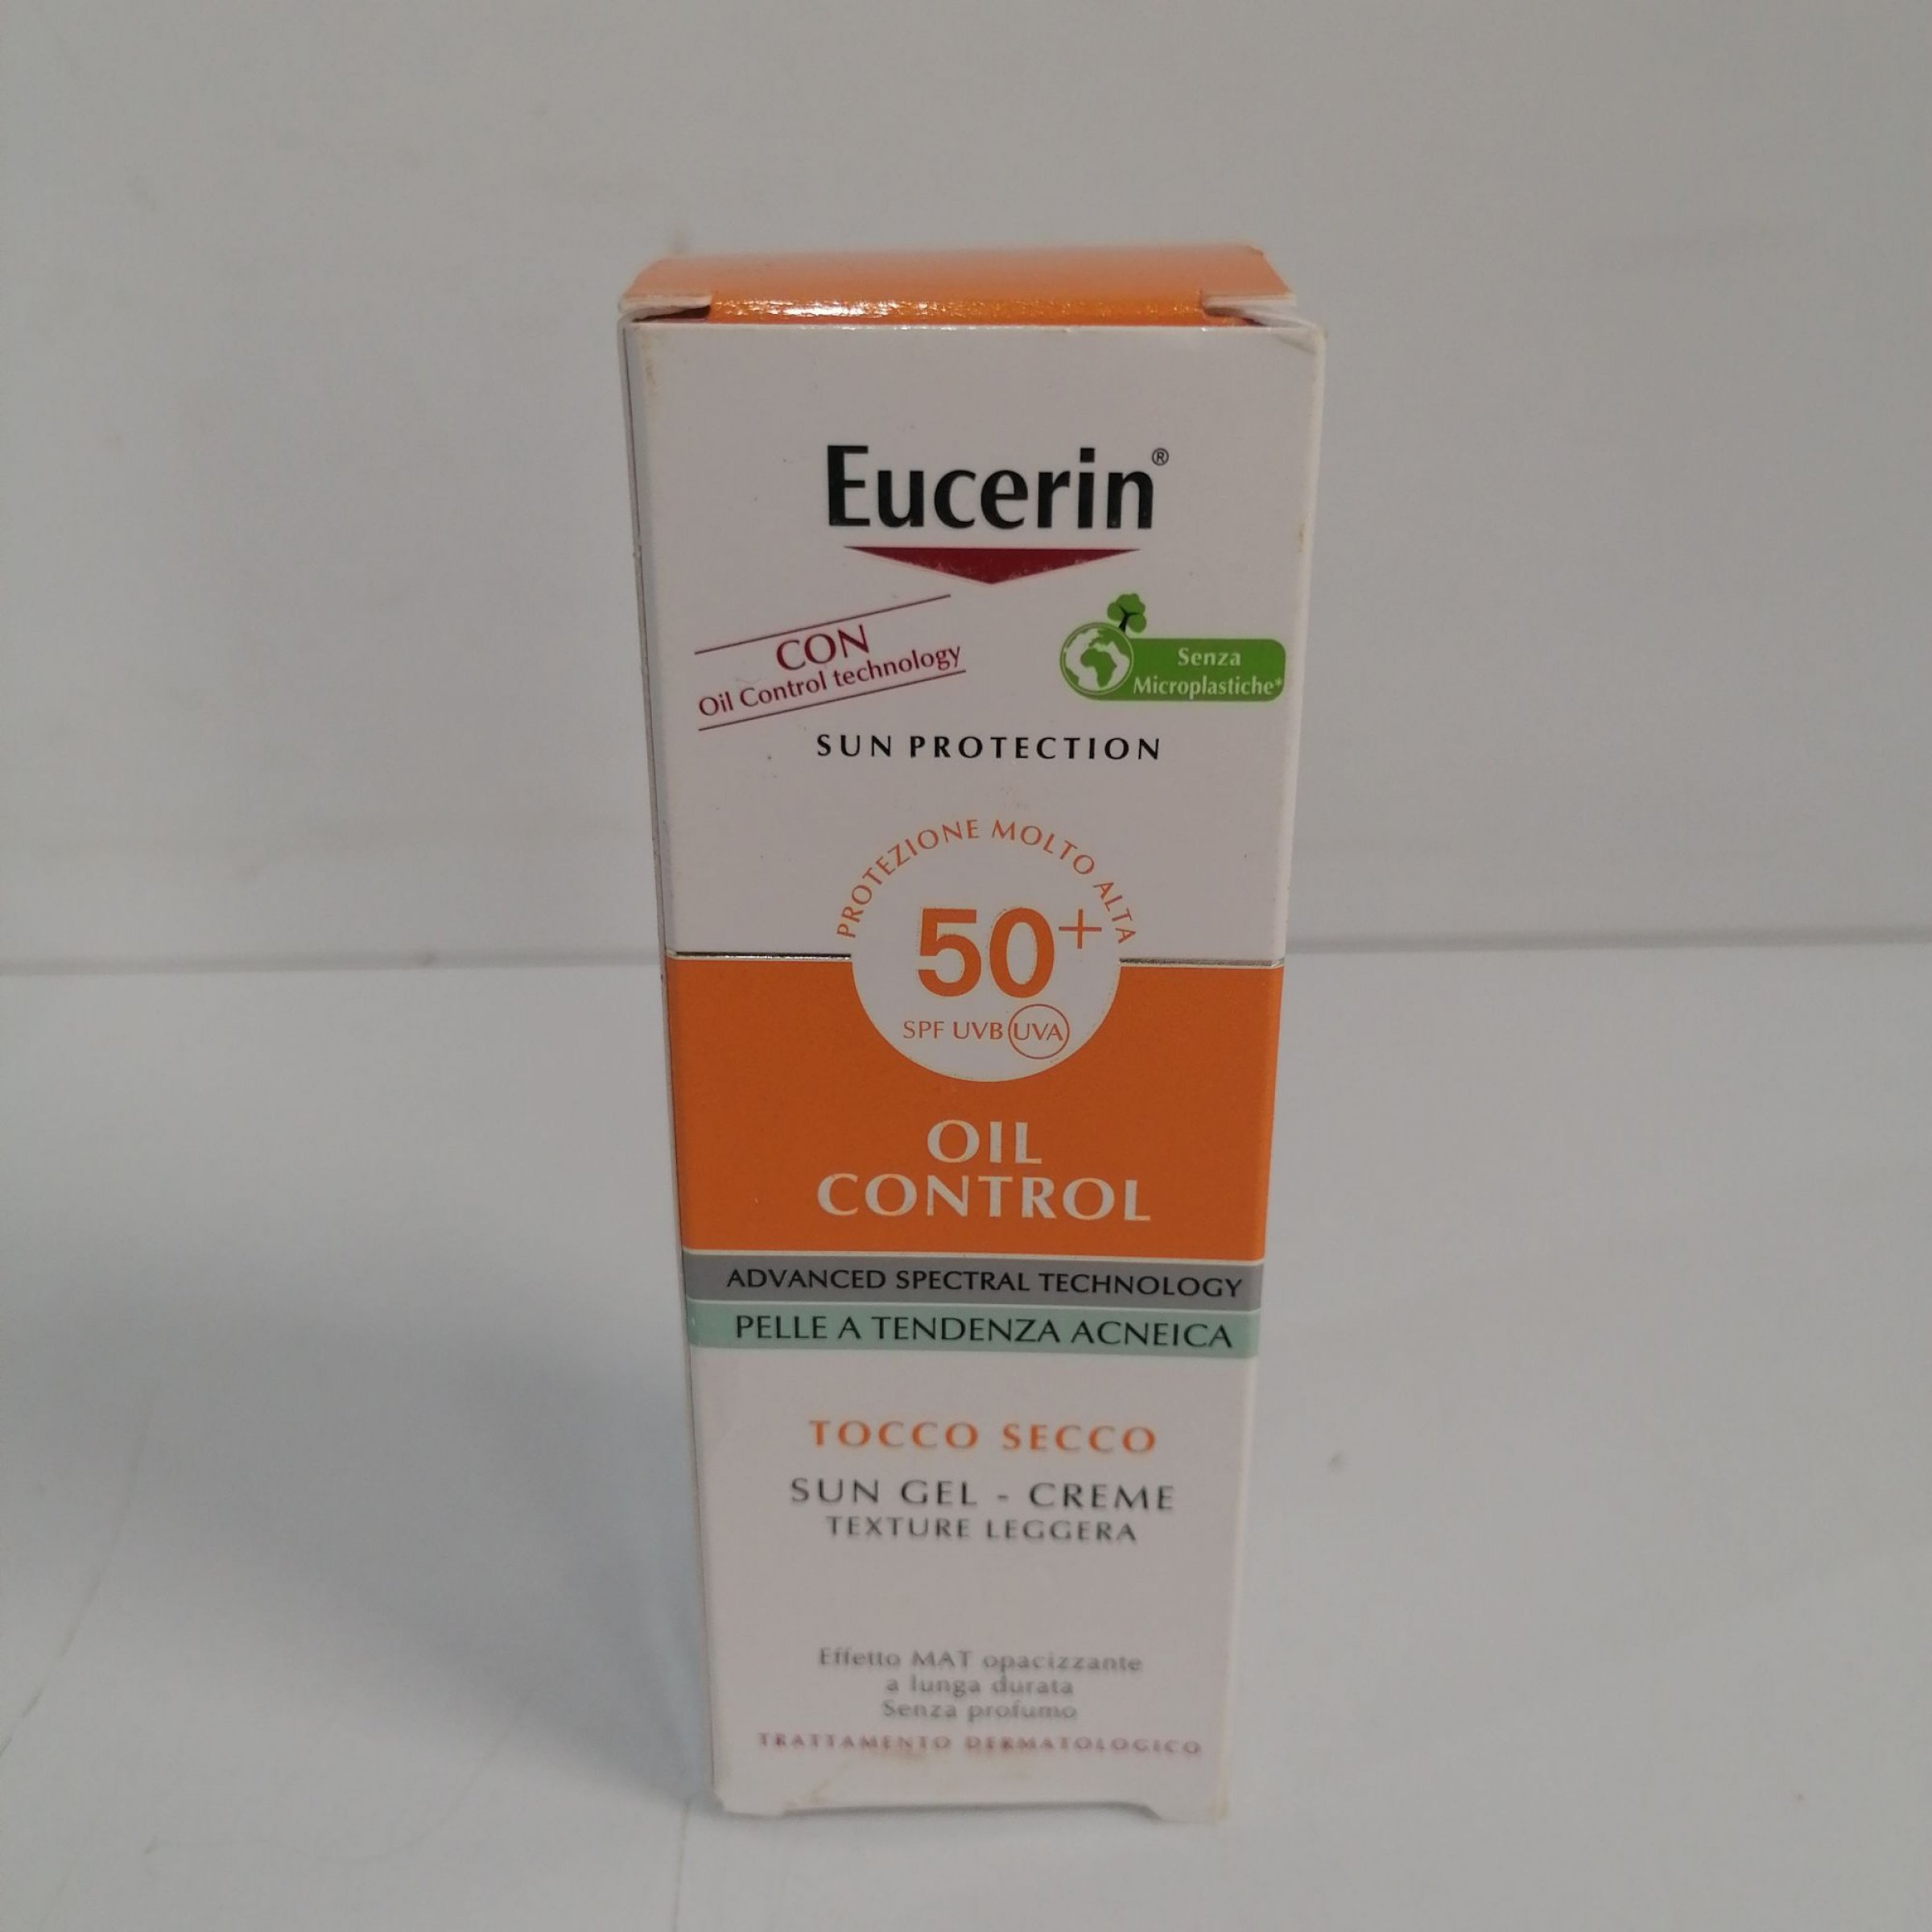 Eucerin®
CON
Oil Control technology
Senza
Microplastiche*
SUN PROTECTION
PROTEZIONE MOLTO ALTA
50+
SPF UVB UVA
OIL
CONTROL
ADVANCED SPECTRAL TECHNOLOGY
PELLE A TENDENZA ACNEICA
TOCCO SECCO
SUN GEL - CREME
TEXTURE LEGGERA
Effetto MAT opacizzante
a lunga durata
Senza profumo
TRATTAMENTO DERMATOLOGICO